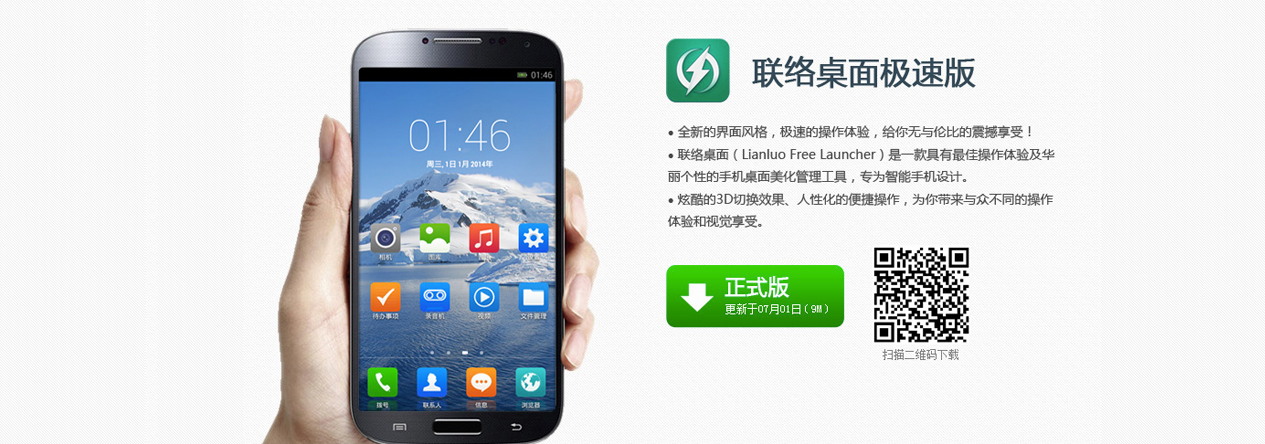 01:46
01:46
周三, 1日 1月 2014年
相机
图库
音乐
设置
待办事项
录音机
视频
文件管理
拨号
联系人
信息
浏览器
联络桌面极速版
● 全新的界面风格，极速的操作体验，给你无与伦比的震撼享受！
● 联络桌面（Lianluo Free Launcher）是一款具有最佳操作体验及华
丽个性的手机桌面美化管理工具，专为智能手机设计。
● 炫酷的3D切换效果、人性化的便捷操作，为你带来与众不同的操作
体验和视觉享受。
正式版
更新于07月01日（9M）
扫描二维码下载